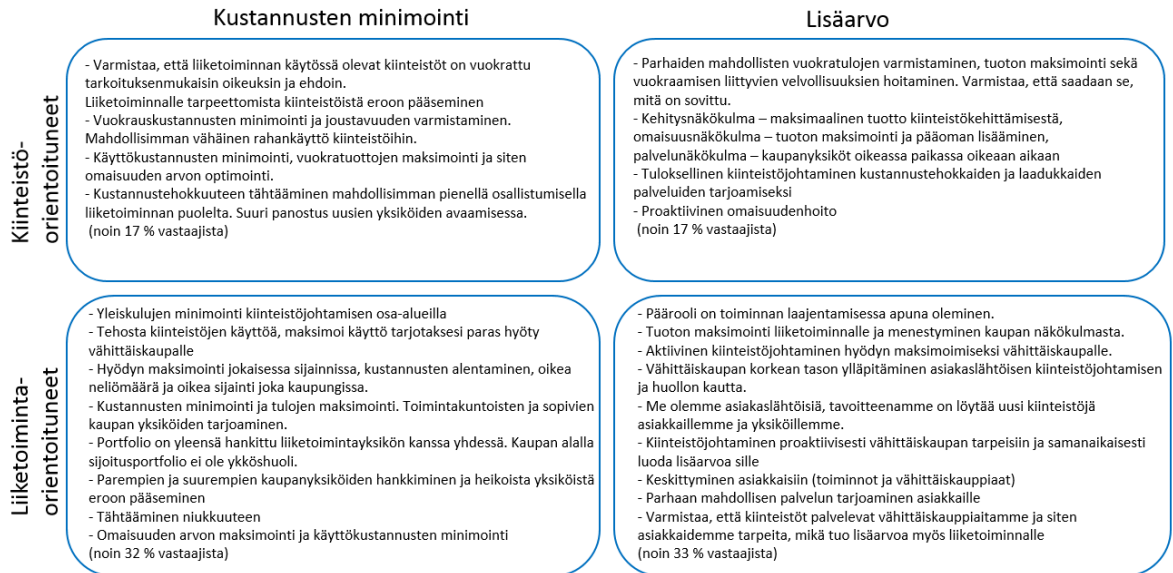 Kustannusten minimointi
Lisäarvo
Kiinteistö-
orientoituneet
- Varmistaa, että liiketoiminnan käytössä olevat kiinteistöt on vuokrattu
tarkoituksenmukaisin oikeuksin ja ehdoin.
Liiketoiminnalle tarpeettomista kiinteistöistä eroon pääseminen
- Vuokrauskustannusten minimointi ja joustavuuden varmistaminen.
Mahdollisimman vähäinen rahankäyttö kiinteistöihin.
- Käyttökustannusten minimointi, vuokratuottojen maksimointi ja siten
omaisuuden arvon optimointi.
- Kustannustehokkuuteen tähtääminen mahdollisimman pienellä osallistumisella
liiketoiminnan puolelta. Suuri panostus uusien yksiköiden avaamisessa.
(noin 17 % vastaajista)
- Parhaiden mahdollisten vuokratulojen varmistaminen, tuoton maksimointi sekä
vuokraamisen liittyvien velvollisuuksien hoitaminen. Varmistaa, että saadaan se,
mitä on sovittu.
- Kehitysnäkökulma – maksimaalinen tuotto kiinteistökehittämisestä,
omaisuusnäkökulma – tuoton maksimointi ja pääoman lisääminen,
palvelunäkökulma – kaupanyksiköt oikeassa paikassa oikeaan aikaan
- Tuloksellinen kiinteistöjohtaminen kustannustehokkaiden ja laadukkaiden
palveluiden tarjoamiseksi
- Proaktiivinen omaisuudenhoito
(noin 17 % vastaajista)
Liiketoiminta-
orientoituneet
- Yleiskulujen minimointi kiinteistöjohtamisen osa-alueilla
- Tehosta kiinteistöjen käyttöä, maksimoi käyttö tarjotaksesi paras hyöty
vähittäiskaupalle
- Hyödyn maksimointi jokaisessa sijainnissa, kustannusten alentaminen, oikea
neliömäärä ja oikea sijainti joka kaupungissa.
- Kustannusten minimointi ja tulojen maksimointi. Toimintakuntoisten ja sopivien
kaupan yksiköiden tarjoaminen.
- Portfolio on yleensä hankittu liiketoimintayksikön kanssa yhdessä. Kaupan alalla
sijoitusportfolio ei ole ykköshuoli.
- Parempien ja suurempien kaupanyksiköiden hankkiminen ja heikoista yksiköistä
eroon pääseminen
- Tähtääminen niukkuuteen
- Omaisuuden arvon maksimointi ja käyttökustannusten minimointi
(noin 32 % vastaajista)
- Päärooli on toiminnan laajentamisessa apuna oleminen.
- Tuoton maksimointi liiketoiminnalle ja menestyminen kaupan näkökulmasta.
- Aktiivinen kiinteistöjohtaminen hyödyn maksimoimiseksi vähittäiskaupalle.
- Vähittäiskaupan korkean tason ylläpitäminen asiakaslähtöisen kiinteistöjohtamisen
ja huollon kautta.
- Me olemme asiakaslähtöisiä, tavoitteenamme on löytää uusi kiinteistöjä
asiakkaillemme ja yksiköillemme.
- Kiinteistöjohtaminen proaktiivisesti vähittäiskaupan tarpeisiin ja samanaikaisesti
luoda lisäarvoa sille
- Keskittyminen asiakkaisiin (toiminnot ja vähittäiskauppiaat)
- Parhaan mahdollisen palvelun tarjoaminen asiakkaille
- Varmistaa, että kiinteistöt palvelevat vähittäiskauppiaitamme ja siten
asiakkaidemme tarpeita, mikä tuo lisäarvoa myös liiketoiminnalle
(noin 33 % vastaajista)